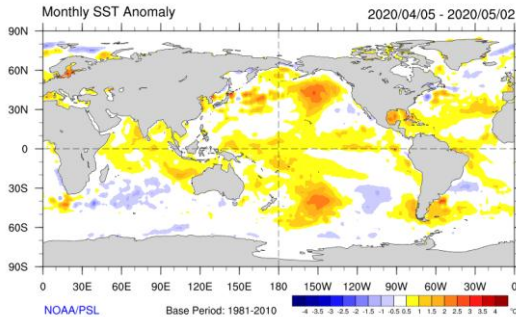 Monthly SST Anomaly 2020/04/05 - 2020/05/02
90N
60N
30N
0
30S
60S
90S
0 30E 60E 90E 120E 150E 180 150W 120W 90W 60W 30W 0
NOAA/PSL Base Period: 1981-2010
-4 -3.5 -3 -2.5 -2 -1.5 -1 -0.5 0.5 1 1.5 2 2.5 3 3.5 4 °C